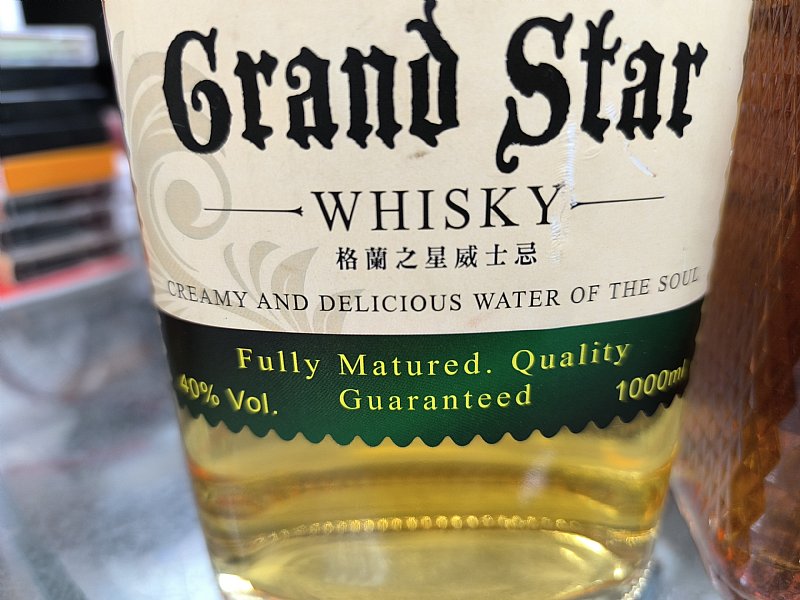 Grand Star
WHISKY
格蘭之星威士忌
CREAMY AND DELICIOUS WATER OF THE SOUL
Fully Matured. Quality
Guaranteed
40% Vol.
1000ml